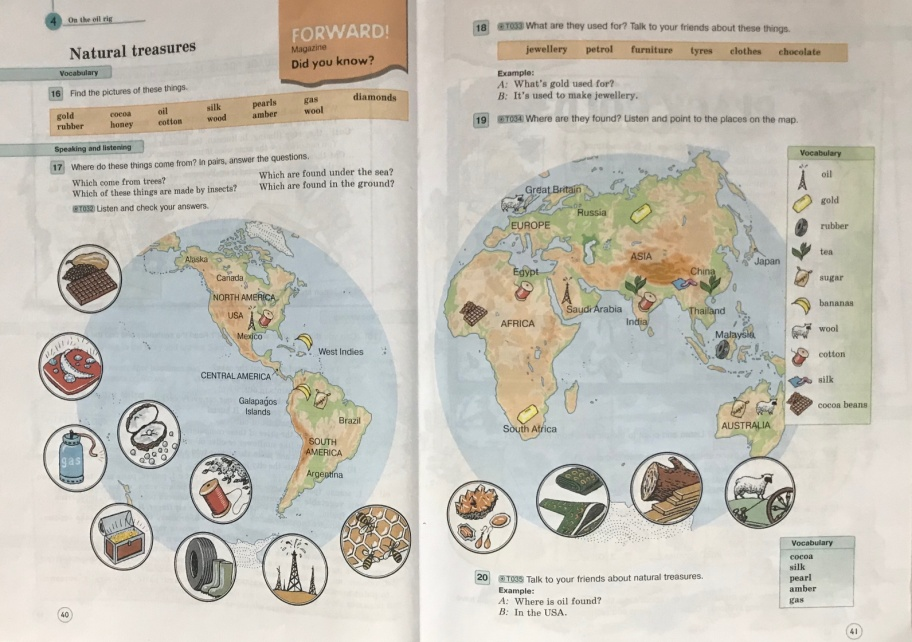 4 On the oil rig
Natural treasures
FORWARD!
Magazine
Did you know?
Vocabulary
16 Find the pictures of these things.
gold cocoa oil silk pearls gas diamonds
rubber honey cotton wood amber wool
Speaking and listening
17 Where do these things come from? In pairs, answer the questions.
Which come from trees? Which are found under the sea?
Which of these things are made by insects? Which are found in the ground?
T032 Listen and check your answers.
Alaska
Canada
NORTH AMERICA
USA
Mexico
West Indies
CENTRAL AMERICA
Galapagos
Islands
Brazil
SOUTH
AMERICA
Argentina
gas
40
18 T033 What are they used for? Talk to your friends about these things.
jewellery petrol furniture tyres clothes chocolate
Example:
A: What's gold used for?
B: It's used to make jewellery.
19 T034 Where are they found? Listen and point to the places on the map.
Great Britain
Russia
EUROPE
ASIA
Japan
China
Egypt
Saudi Arabia
India
Thailand
AFRICA
Malaysia
South Africa
AUSTRALIA
Vocabulary
oil
gold
rubber
tea
sugar
bananas
wool
cotton
silk
cocoa beans
20 T035 Talk to your friends about natural treasures.
Example:
A: Where is oil found?
B: In the USA.
Vocabulary
cocoa
silk
pearl
amber
gas
41